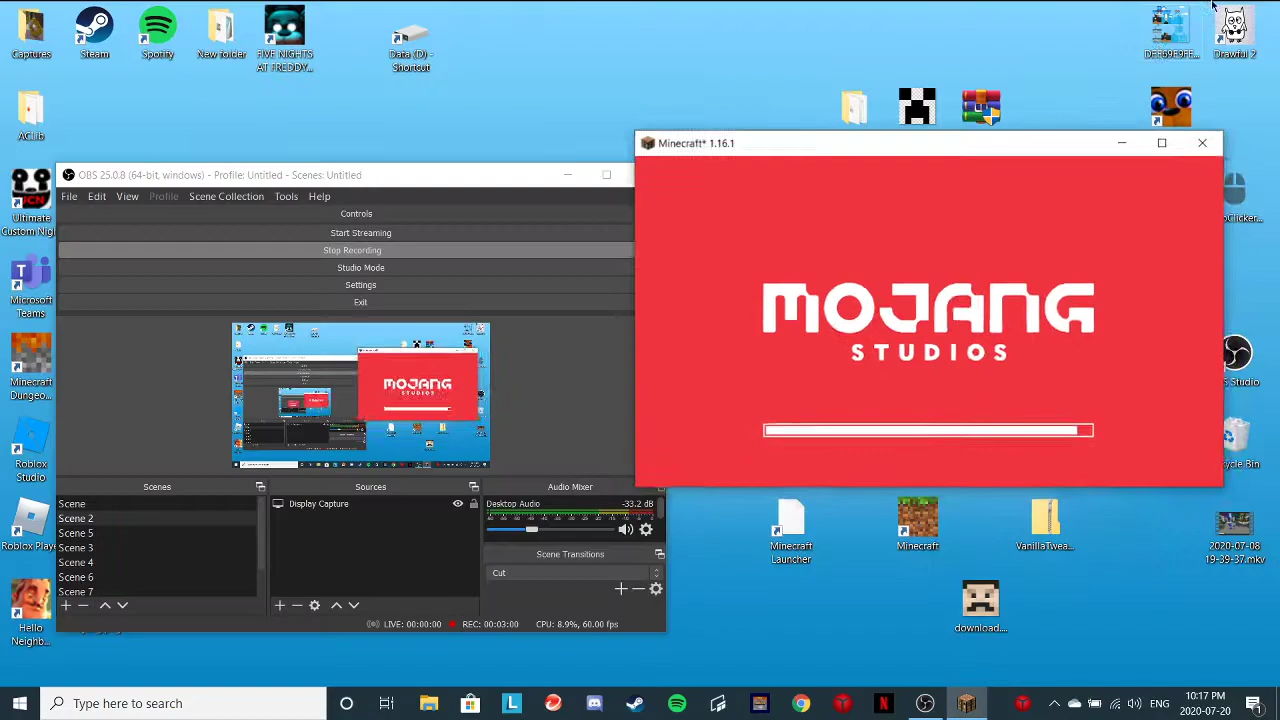 Captures
Steam
Spotify
New folder
FIVE NIGHTS
AT FREDDY...
Data (D) -
Shortcut
Drawful 2
AC.lib
OBS 25.0.8 (64-bit, windows) - Profile: Untitled - Scenes: Untitled
File Edit View Profile Scene Collection Tools Help
Controls
Start Streaming
Stop Recording
Studio Mode
Settings
Exit
Minecraft* 1.16.1
MOJANG
STUDIOS
Ultimate
Custom Nigh
Microsoft
Teams
Minecraft
Dungeo...
Roblox
Studio
Roblox Playe
Hello
Neighb...
Scenes
Scene
Scene 2
Scene 5
Scene 3
Scene 4
Scene 6
Scene 7
Sources
Display Capture
Audio Mixer
Desktop Audio -33.2 dB
Scene Transitions
Cut
LIVE: 00:00:00 REC: 00:03:00 CPU: 8.9%, 60.00 fps
Minecraft
Launcher
Minecraft
VanillaTwea...
2020-07-08
19-39-37.mkv
download....
Type here to search
ENG
10:17 PM
2020-07-20